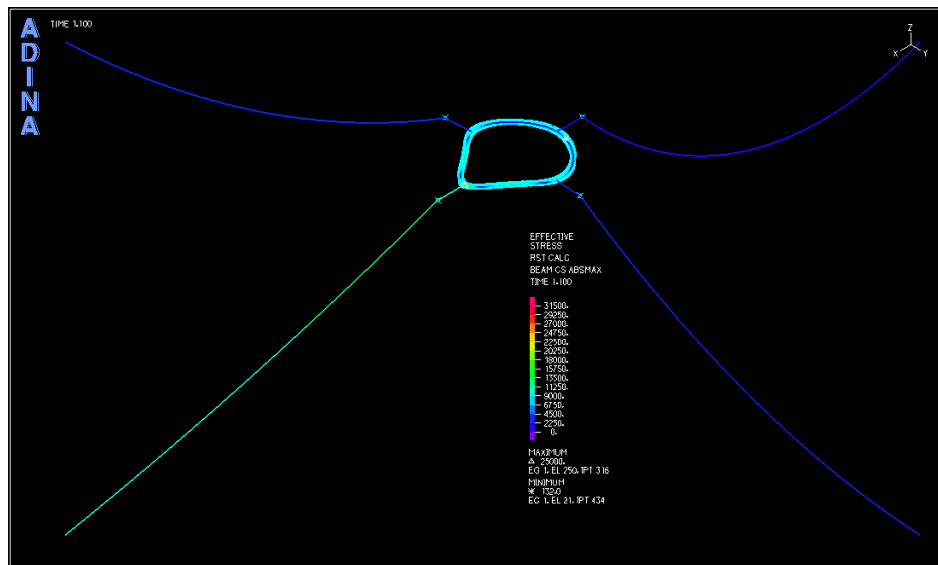 ADINA
TIME 1.100
Z
X Y
EFFECTIVE
STRESS
RST CALC
BEAM CS ABSMAX
TIME 1.100
31500.
29250.
27000.
24750.
22500.
20250.
18000.
15750.
13500.
11250.
9000.
6750.
4500.
2250.
0.
MAXIMUM
Δ 25000.
EG 1, EL 250, IPT 316
MINIMUM
✳ 132.0
EG 1, EL 21, IPT 434